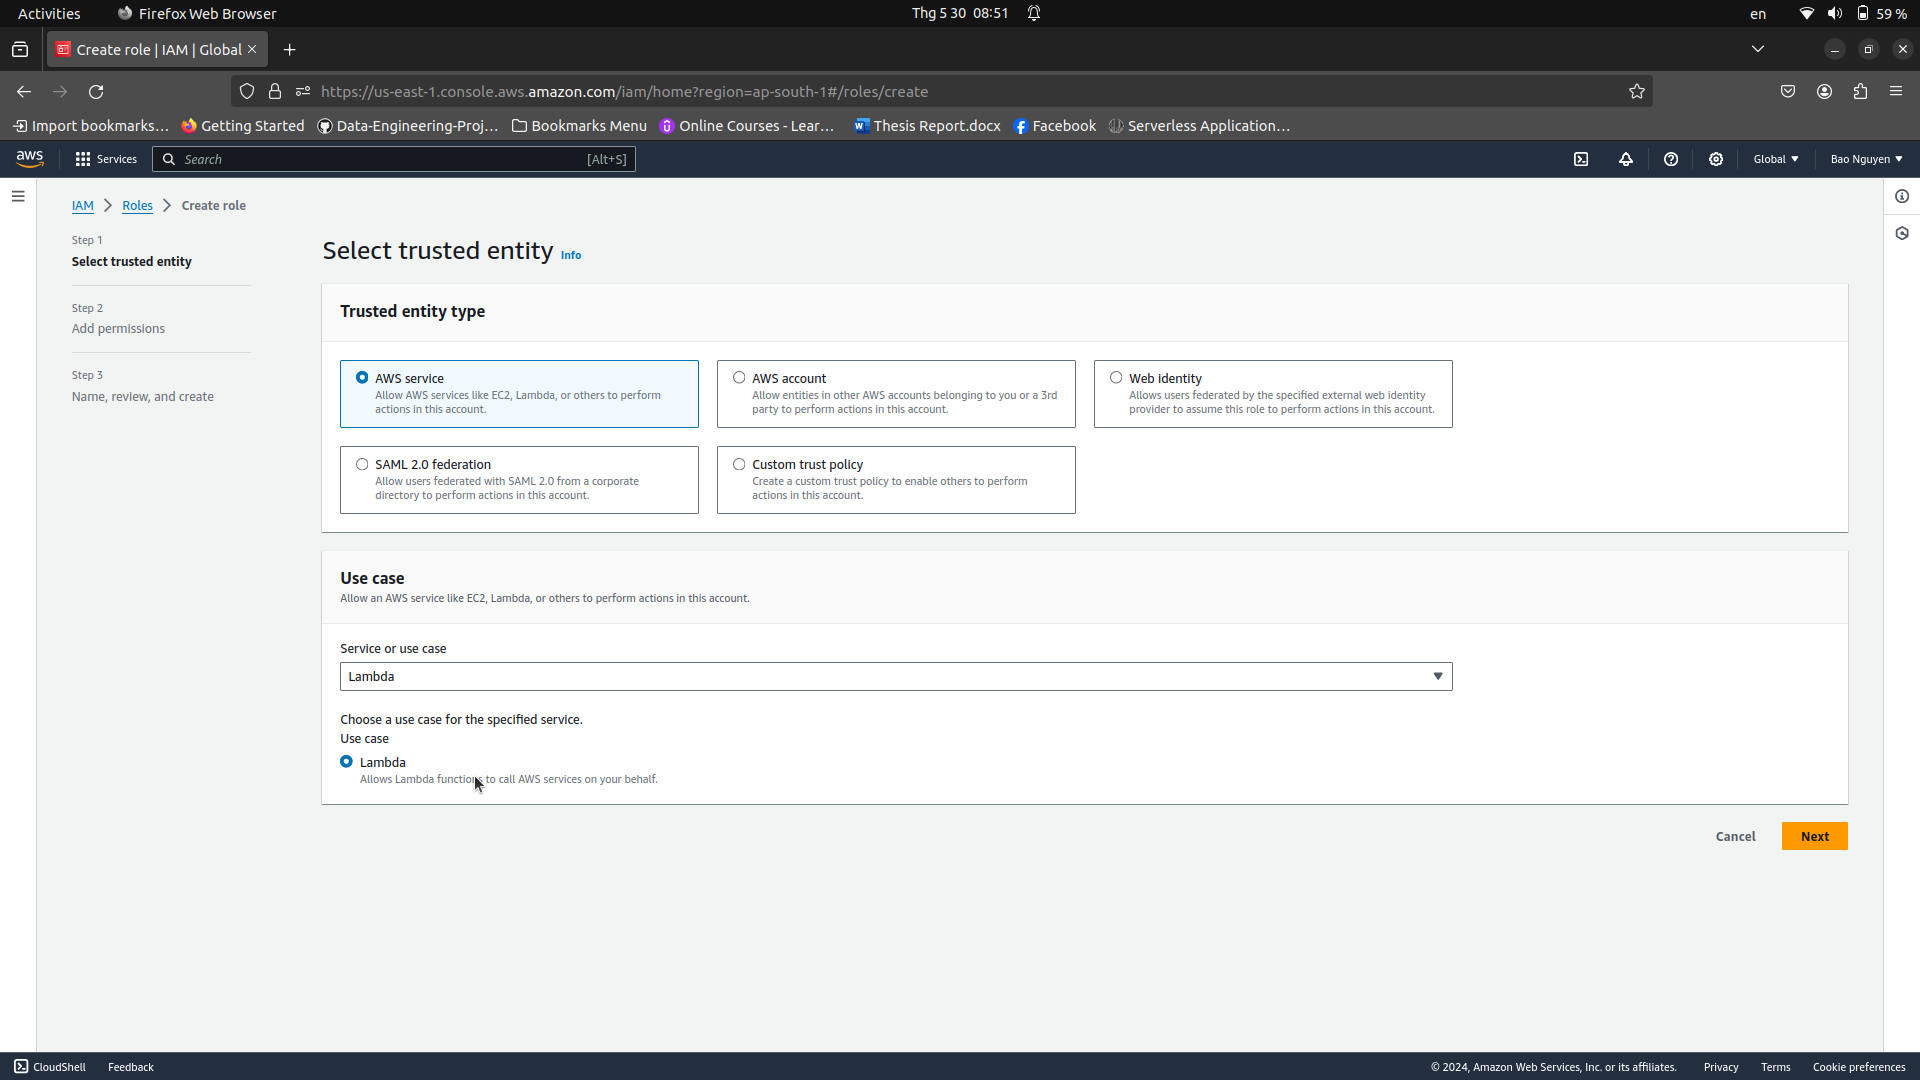 Activities Firefox Web Browser Thg 5 30 08:51 en 59 %
Create role | IAM | Global
https://us-east-1.console.aws.amazon.com/iam/home?region=ap-south-1#/roles/create
Import bookmarks... Getting Started Data-Engineering-Proj... Bookmarks Menu Online Courses - Lear... Thesis Report.docx Facebook Serverless Application...
aws Services Search [Alt+S] Global Bao Nguyen
IAM Roles Create role
Step 1
Select trusted entity
Step 2
Add permissions
Step 3
Name, review, and create
Select trusted entity Info
Trusted entity type
AWS service
Allow AWS services like EC2, Lambda, or others to perform
actions in this account.
AWS account
Allow entities in other AWS accounts belonging to you or a 3rd
party to perform actions in this account.
Web identity
Allows users federated by the specified external web identity
provider to assume this role to perform actions in this account.
SAML 2.0 federation
Allow users federated with SAML 2.0 from a corporate
directory to perform actions in this account.
Custom trust policy
Create a custom trust policy to enable others to perform
actions in this account.
Use case
Allow an AWS service like EC2, Lambda, or others to perform actions in this account.
Service or use case
Lambda
Choose a use case for the specified service.
Use case
Lambda
Allows Lambda functions to call AWS services on your behalf.
Cancel Next
CloudShell Feedback © 2024, Amazon Web Services, Inc. or its affiliates. Privacy Terms Cookie preferences